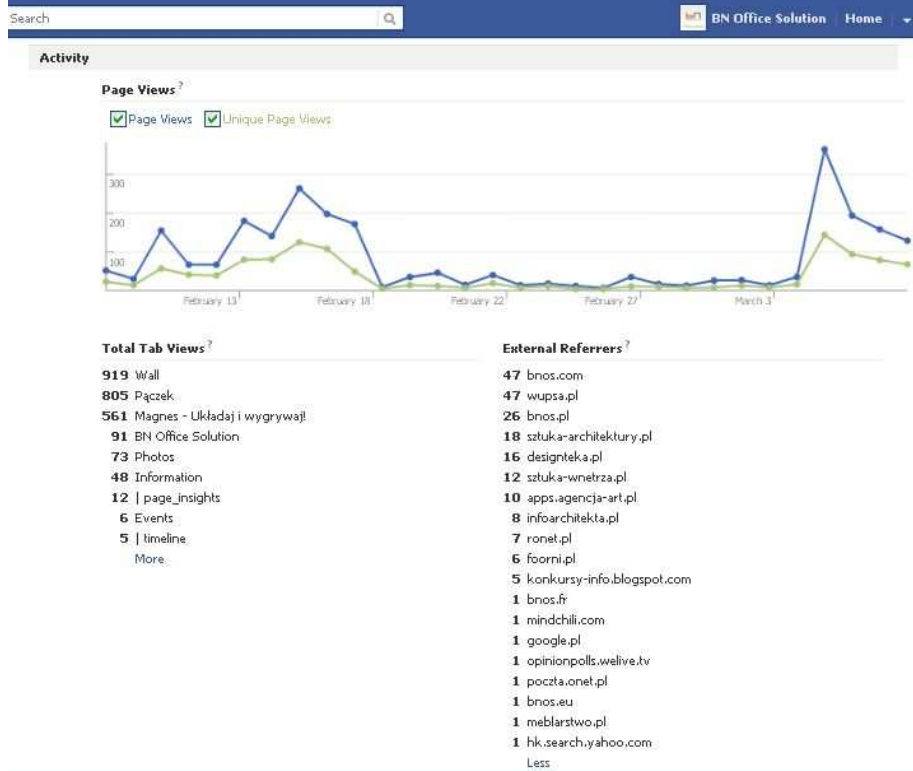 Search
BN Office Solution Home
Activity
Page Views ?
Page Views Unique Page Views
300
200
100
February 13 February 18 February 22 February 27 March 3
Total Tab Views ?
919 Wall
805 Pączek
561 Magnes - Układaj i wygrywaj!
91 BN Office Solution
73 Photos
48 Information
12 | page_insights
6 Events
5 | timeline
More
External Referrers ?
47 bnos.com
47 wupsa.pl
26 bnos.pl
18 sztuka-architektury.pl
16 designteka.pl
12 sztuka-wnetrza.pl
10 apps.agencja-art.pl
8 infoarchitekta.pl
7 ronet.pl
6 foorni.pl
5 konkursy-info.blogspot.com
1 bnos.fr
1 mindchili.com
1 google.pl
1 opinionpolls.welive.tv
1 poczta.onet.pl
1 bnos.eu
1 meblarstwo.pl
1 hk.search.yahoo.com
Less